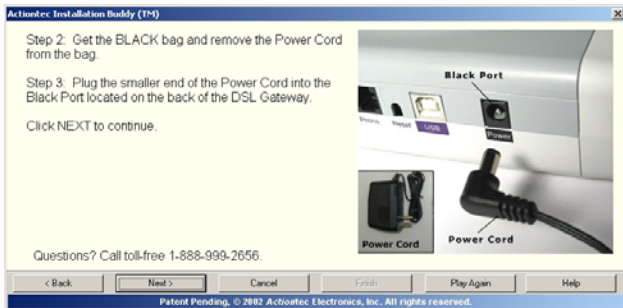 Actiontec Installation Buddy (TM)
Step 2: Get the BLACK bag and remove the Power Cord
from the bag.
Step 3: Plug the smaller end of the Power Cord into the
Black Port located on the back of the DSL Gateway.
Click NEXT to continue.
Black Port
Phone
Reset
USB
Power
Power Cord
Power Cord
Questions? Call toll-free 1-888-999-2656.
< Back
Next >
Cancel
Finish
Play Again
Help
Patent Pending, © 2002 Actiontec Electronics, Inc. All rights reserved.